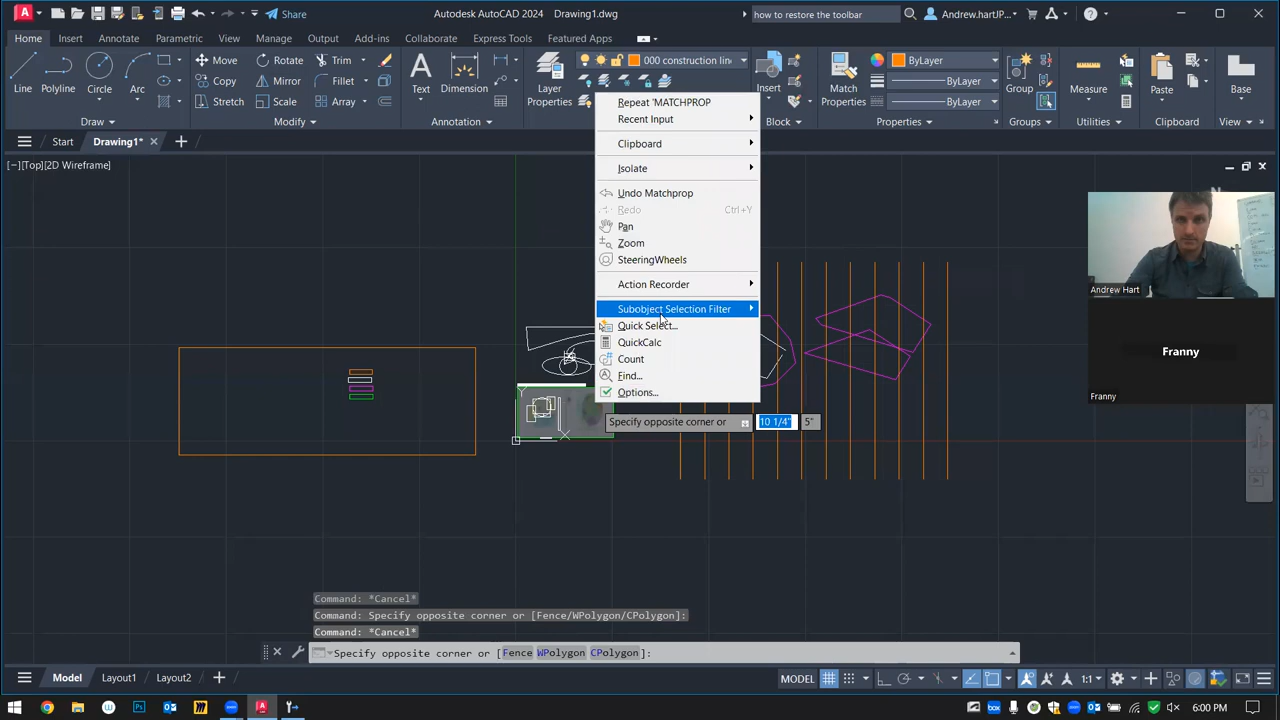 Share
Autodesk AutoCAD 2024 Drawing1.dwg
how to restore the toolbar
Andrew.hartJP...
Home Insert Annotate Parametric View Manage Output Add-ins Collaborate Express Tools Featured Apps
Line Polyline Circle Arc
Move Rotate Trim
Copy Mirror Fillet
Stretch Scale Array
Text Dimension
Layer Properties
000 construction line
Insert
Match Properties
ByLayer
ByLayer
ByLayer
Group
Paste
Base
Draw Modify Annotation Block Properties Groups Utilities Clipboard View
Start Drawing1*
[−][Top][2D Wireframe]
Repeat 'MATCHPROP
Recent Input
Clipboard
Isolate
Undo Matchprop
Redo Ctrl+Y
Pan
Zoom
SteeringWheels
Action Recorder
Subobject Selection Filter
Quick Select...
QuickCalc
Count
Find...
Options...
Specify opposite corner or 10 1/4" 5"
Andrew Hart
Franny
Franny
Y
X
Command: *Cancel*
Command: Specify opposite corner or [Fence/WPolygon/CPolygon]:
Command: *Cancel*
Specify opposite corner or [Fence WPolygon CPolygon]:
Model Layout1 Layout2
MODEL 1:1
6:00 PM